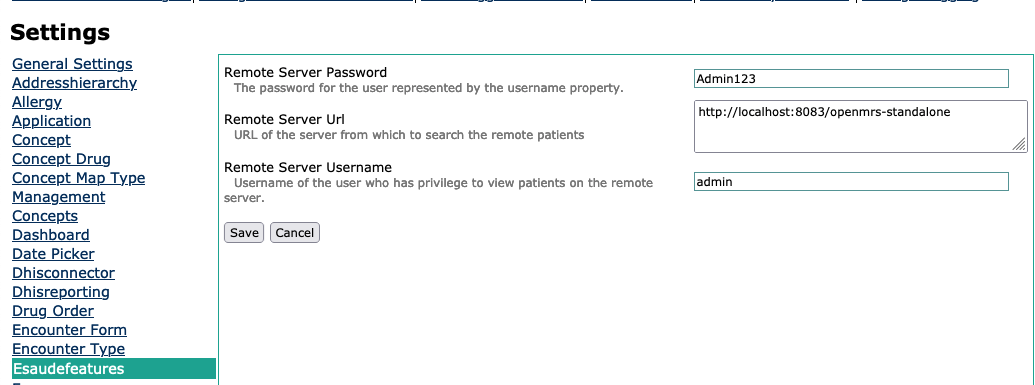 Settings
General Settings
Addresshierarchy
Allergy
Application
Concept
Concept Drug
Concept Map Type
Management
Concepts
Dashboard
Date Picker
Dhisconnector
Dhisreporting
Drug Order
Encounter Form
Encounter Type
Esaudefeatures
Remote Server Password
The password for the user represented by the username property.
Admin123
Remote Server Url
URL of the server from which to search the remote patients
http://localhost:8083/openmrs-standalone
Remote Server Username
Username of the user who has privilege to view patients on the remote
server.
admin
Save Cancel